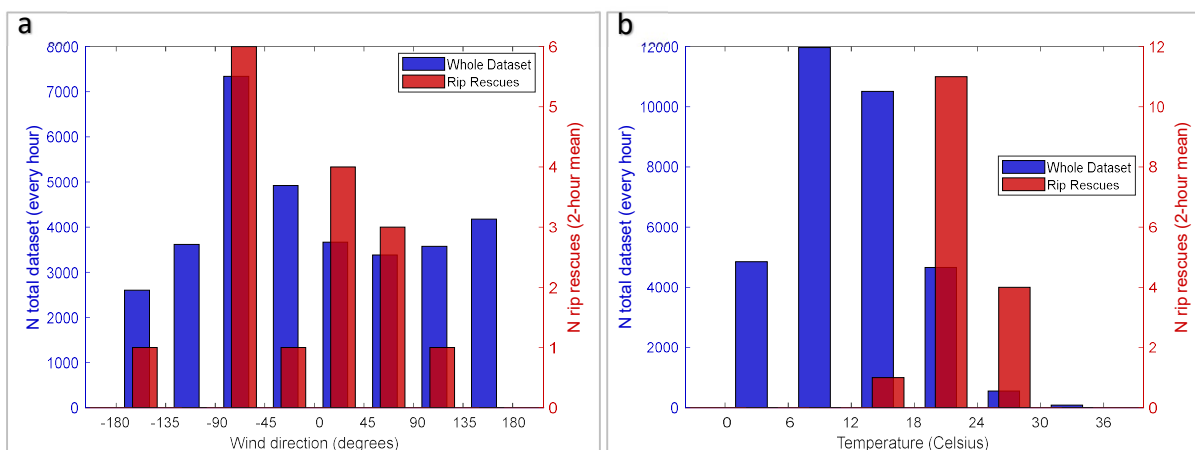 a
8000
7000
6000
5000
4000
3000
2000
1000
0
N total dataset (every hour)
-180 -135 -90 -45 0 45 90 135 180
Wind direction (degrees)
6
5
4
3
2
1
0
N rip rescues (2-hour mean)
Whole Dataset
Rip Rescues
b
12000
10000
8000
6000
4000
2000
0
N total dataset (every hour)
0 6 12 18 24 30 36
Temperature (Celsius)
12
10
8
6
4
2
0
N rip rescues (2-hour mean)
Whole Dataset
Rip Rescues